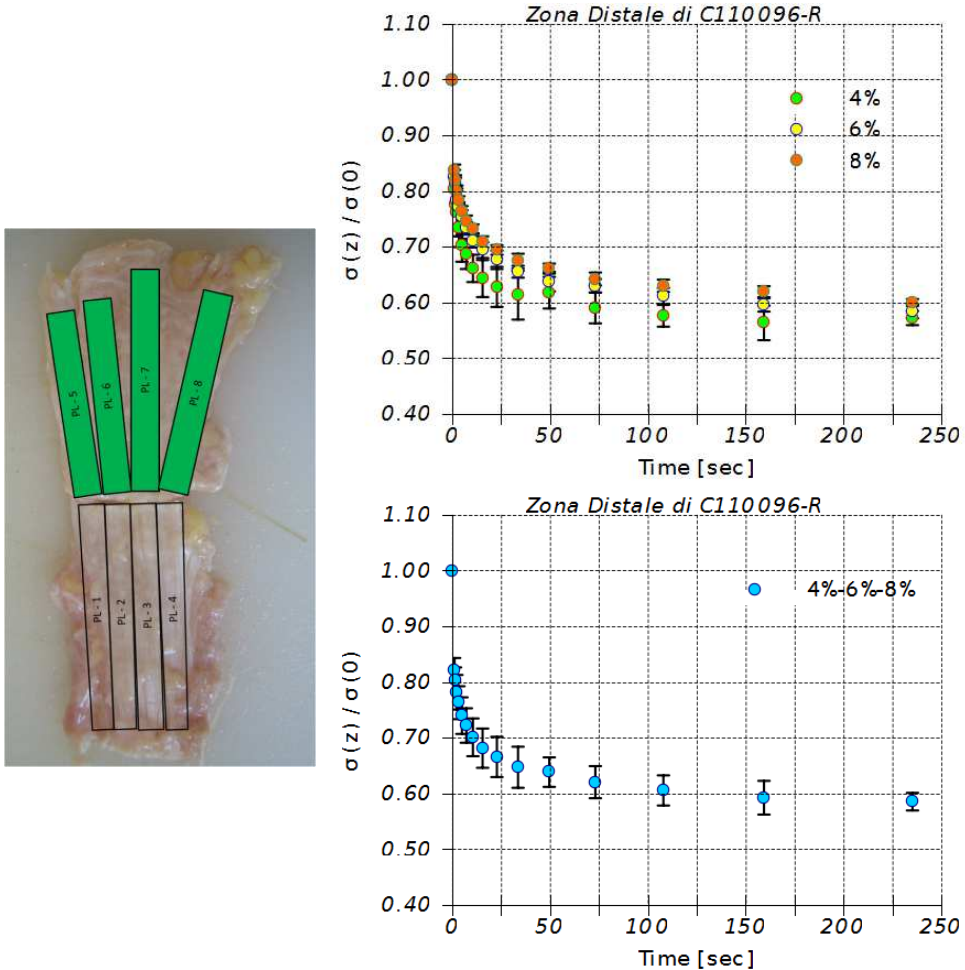 PL - 5
PL - 6
PL - 7
PL - 8
PL - 1
PL - 2
PL - 3
PL - 4
Zona Distale di C110096-R
1.10
1.00
0.90
0.80
0.70
0.60
0.50
0.40
σ(z) / σ(0)
4%
6%
8%
0 50 100 150 200 250
Time [sec]
Zona Distale di C110096-R
1.10
1.00
0.90
0.80
0.70
0.60
0.50
0.40
σ(z) / σ(0)
4%-6%-8%
0 50 100 150 200 250
Time [sec]